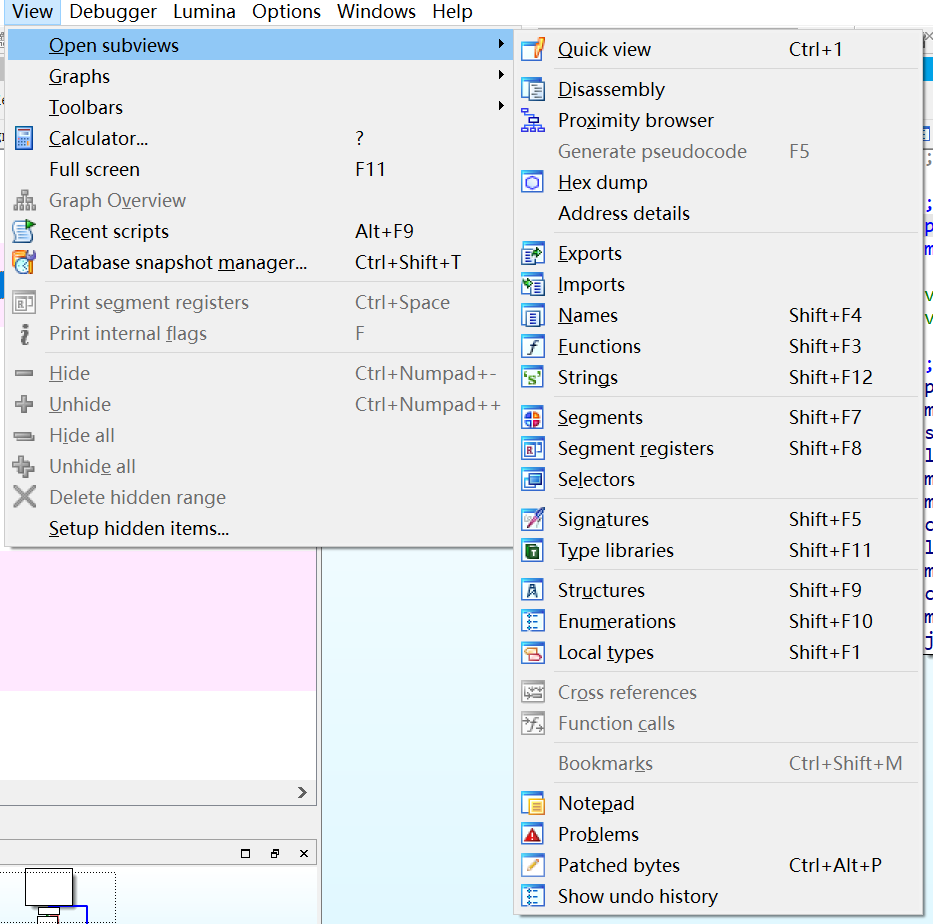 View Debugger Lumina Options Windows Help
Open subviews
Graphs
Toolbars
Calculator... ?
Full screen F11
Graph Overview
Recent scripts Alt+F9
Database snapshot manager... Ctrl+Shift+T
Print segment registers Ctrl+Space
Print internal flags F
Hide Ctrl+Numpad+-
Unhide Ctrl+Numpad++
Hide all
Unhide all
Delete hidden range
Setup hidden items...
Quick view Ctrl+1
Disassembly
Proximity browser
Generate pseudocode F5
Hex dump
Address details
Exports
Imports
Names Shift+F4
Functions Shift+F3
Strings Shift+F12
Segments Shift+F7
Segment registers Shift+F8
Selectors
Signatures Shift+F5
Type libraries Shift+F11
Structures Shift+F9
Enumerations Shift+F10
Local types Shift+F1
Cross references
Function calls
Bookmarks Ctrl+Shift+M
Notepad
Problems
Patched bytes Ctrl+Alt+P
Show undo history